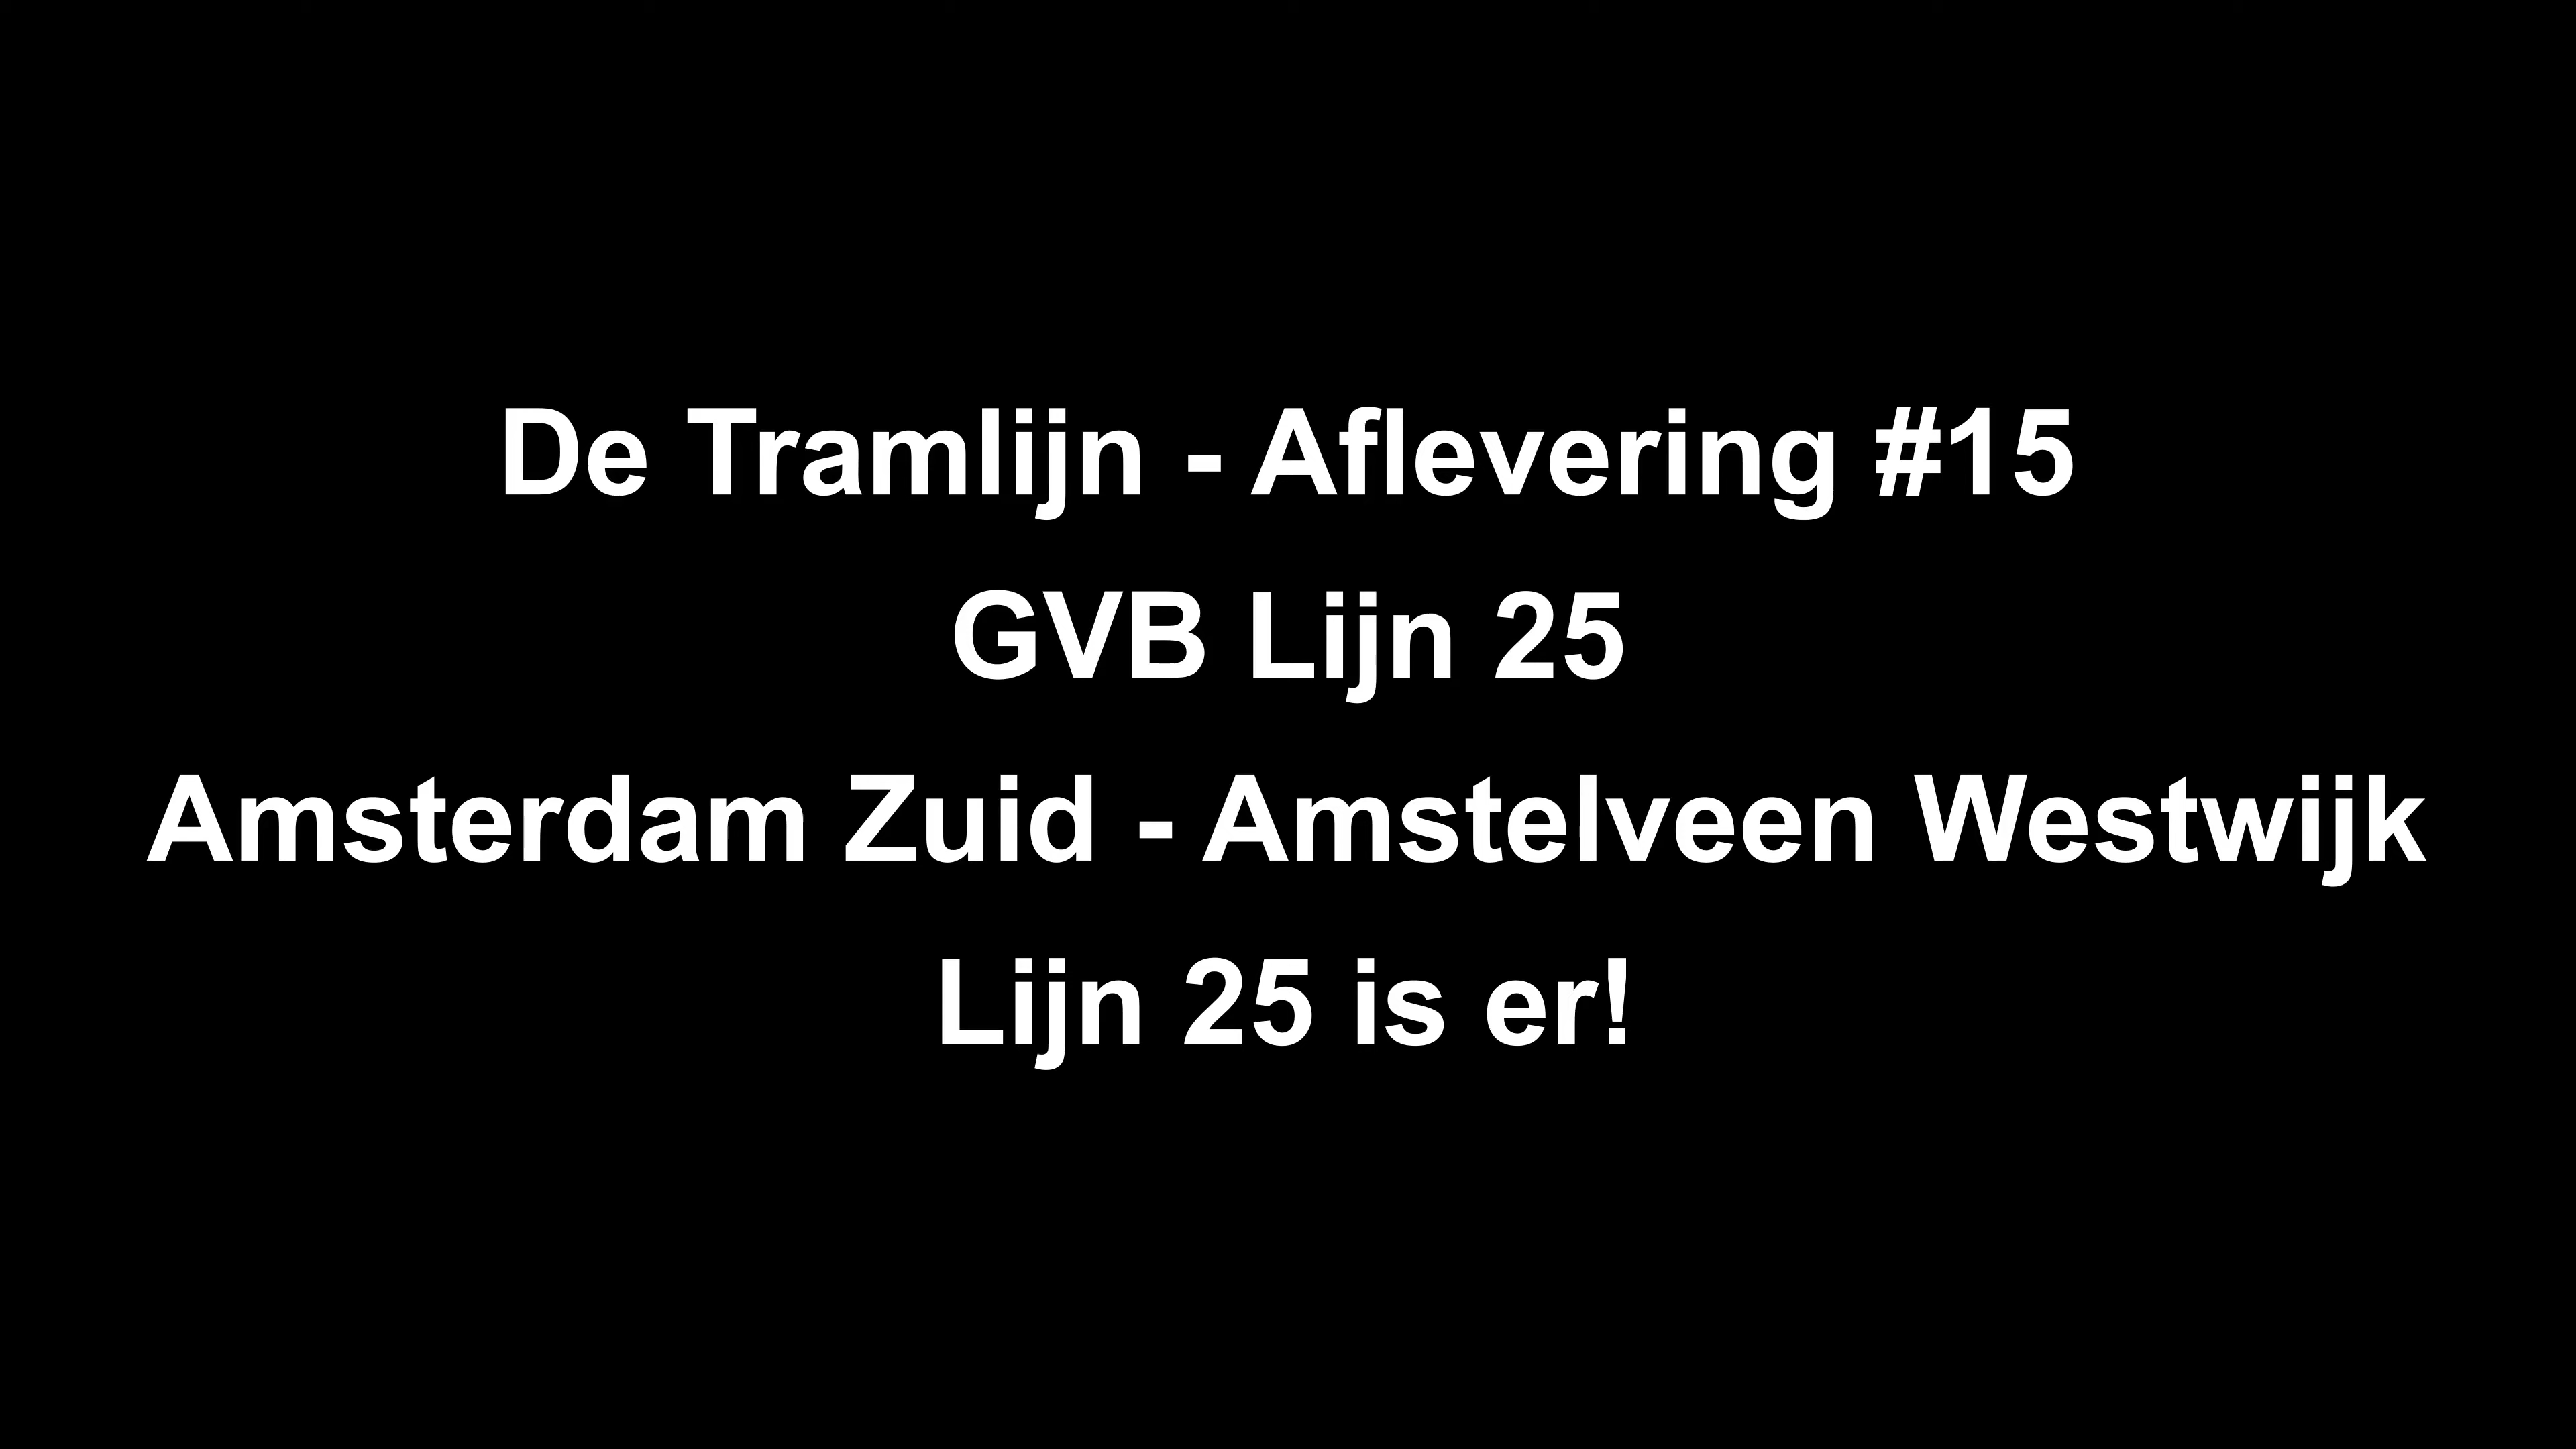 De Tramlijn - Aflevering #15
GVB Lijn 25
Amsterdam Zuid - Amstelveen Westwijk
Lijn 25 is er!